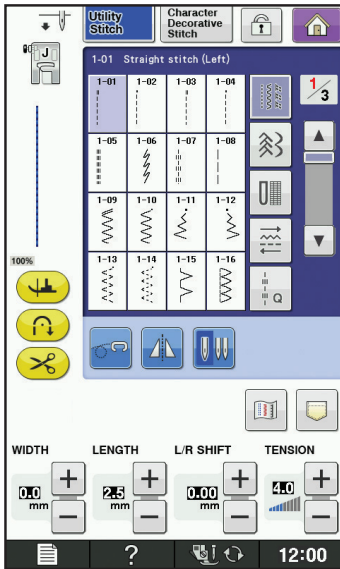 Utility
Stitch
Character
Decorative
Stitch
J
1-01 Straight stitch (Left)
1/3
1-01 1-02 1-03 1-04
1-05 1-06 1-07 1-08
1-09 1-10 1-11 1-12
1-13 1-14 1-15 1-16
Q
100%
WIDTH LENGTH L/R SHIFT TENSION
0.0 mm + − 2.5 mm + − 0.00 mm + − 4.0 + −
? 12:00